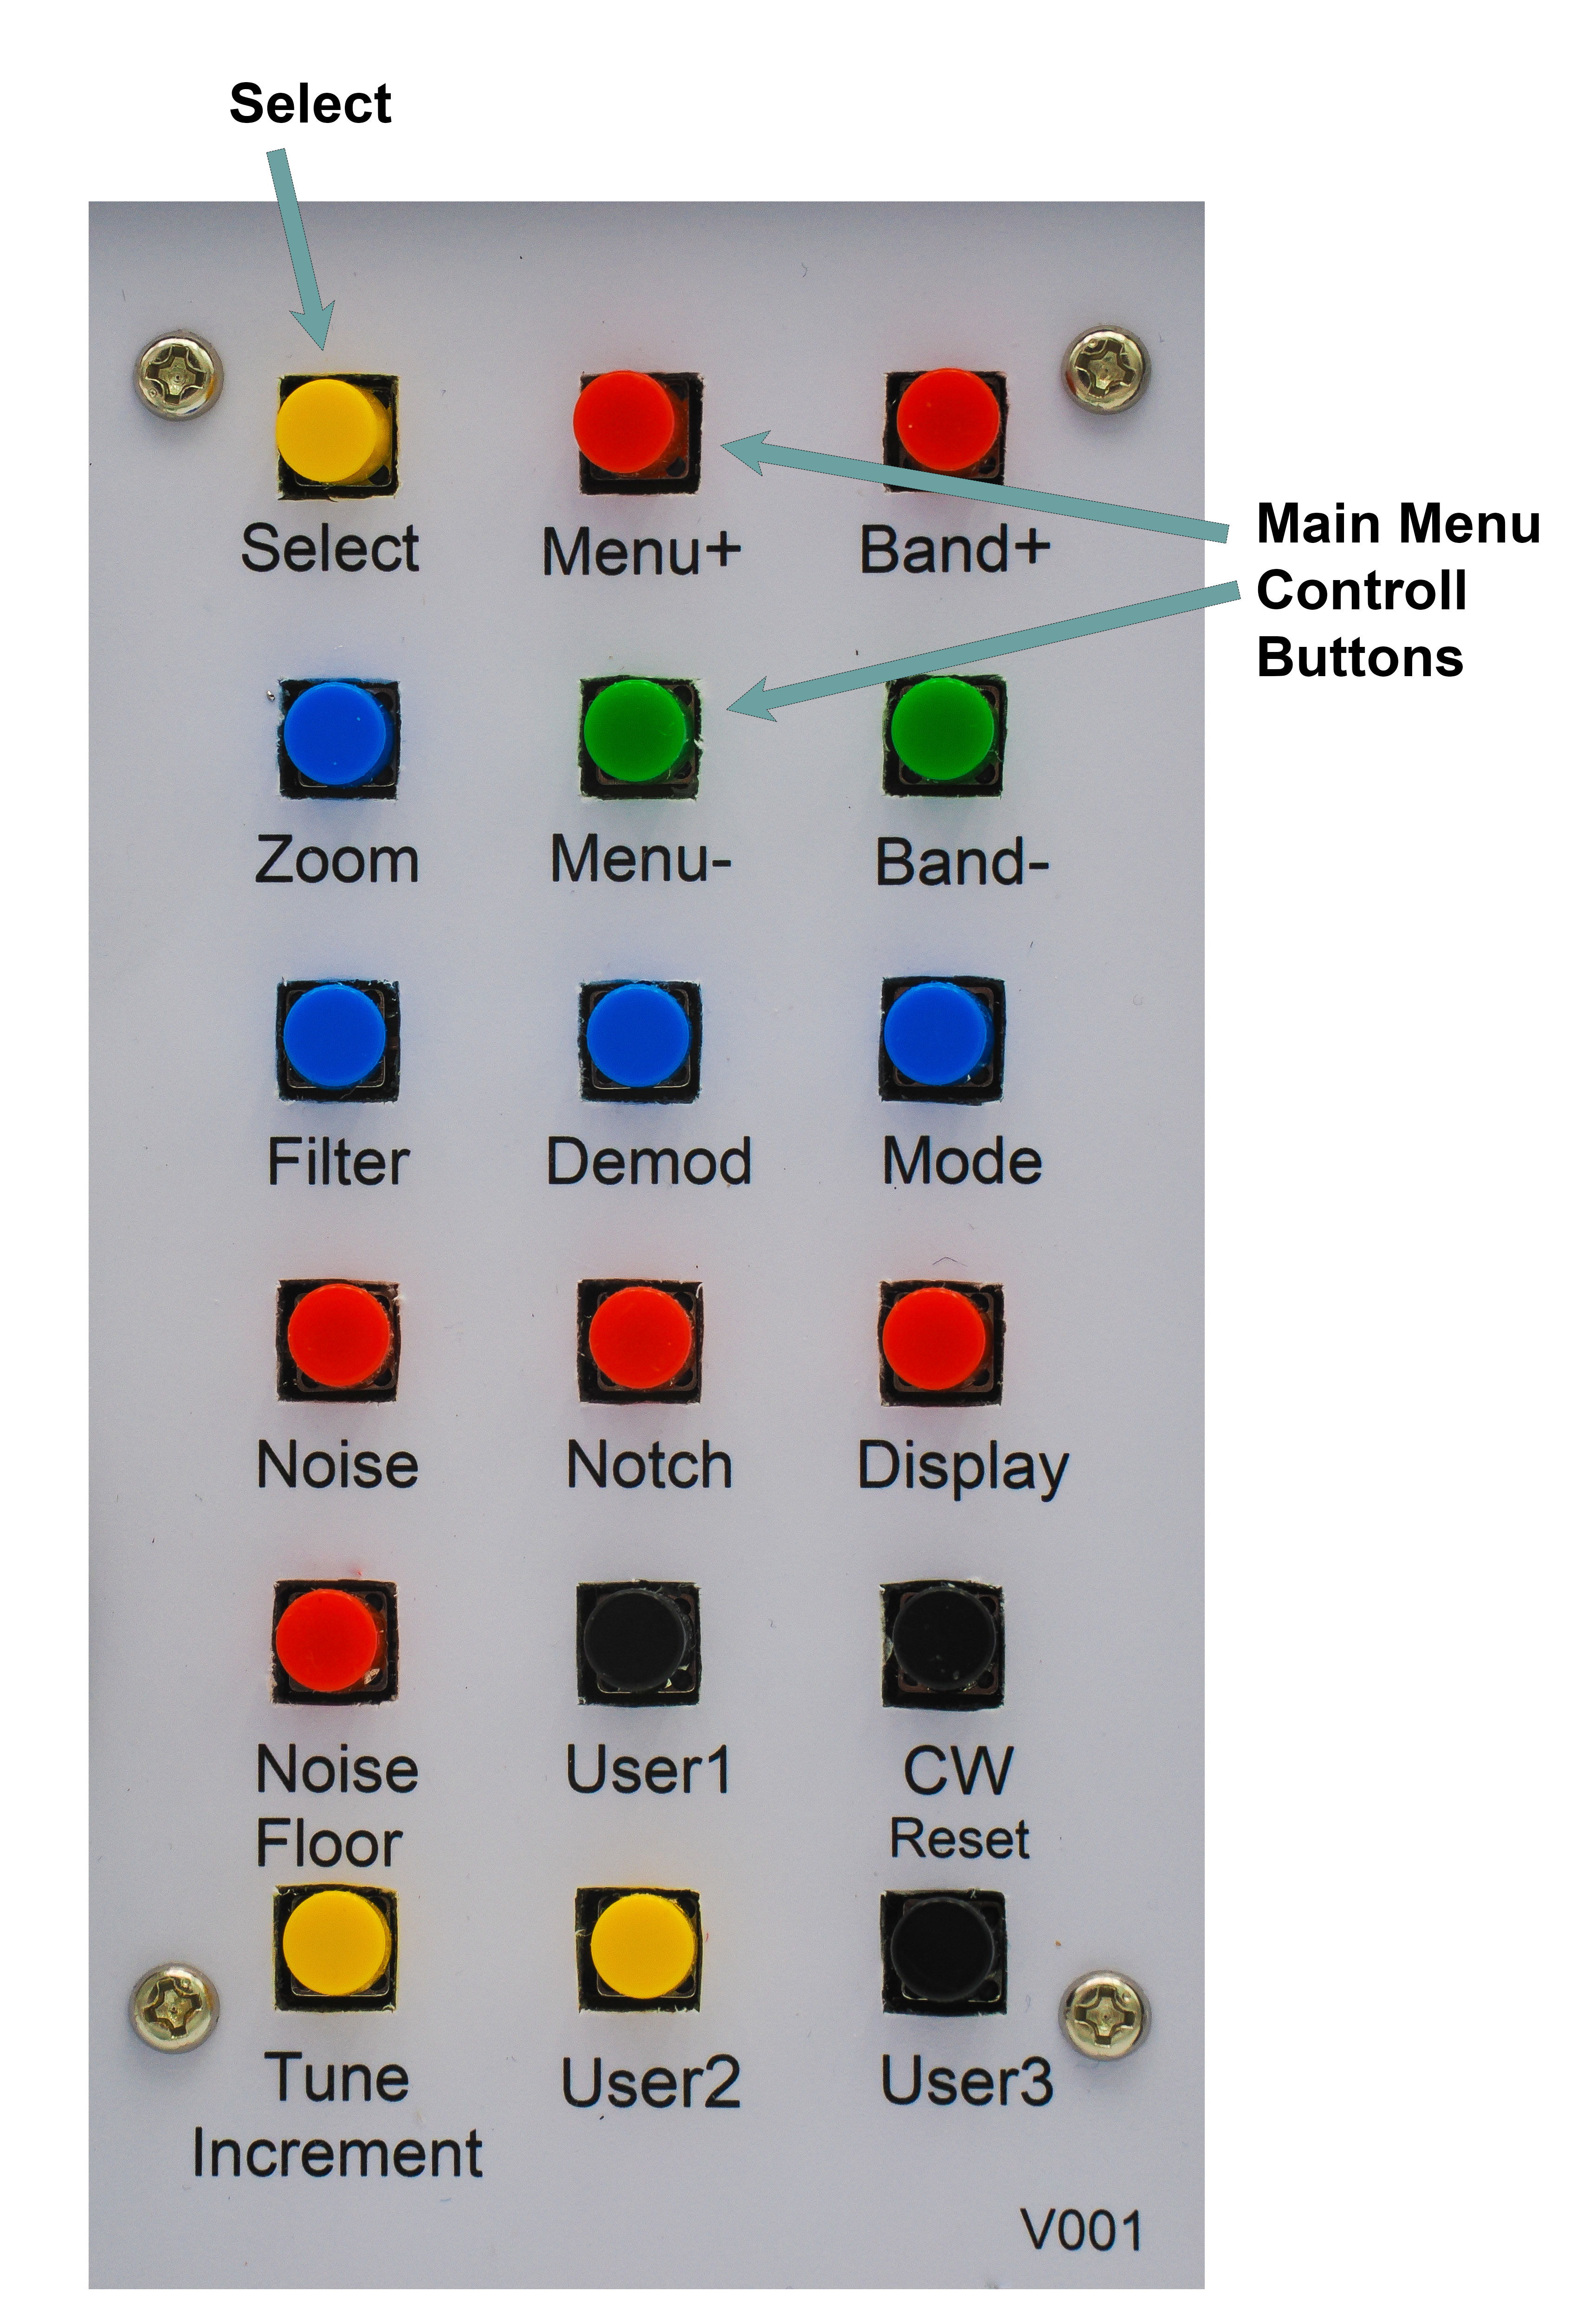 Select
Select
Menu+
Band+
Main Menu
Controll
Buttons
Zoom
Menu-
Band-
Filter
Demod
Mode
Noise
Notch
Display
Noise
Floor
User1
CW
Reset
Tune
Increment
User2
User3
V001